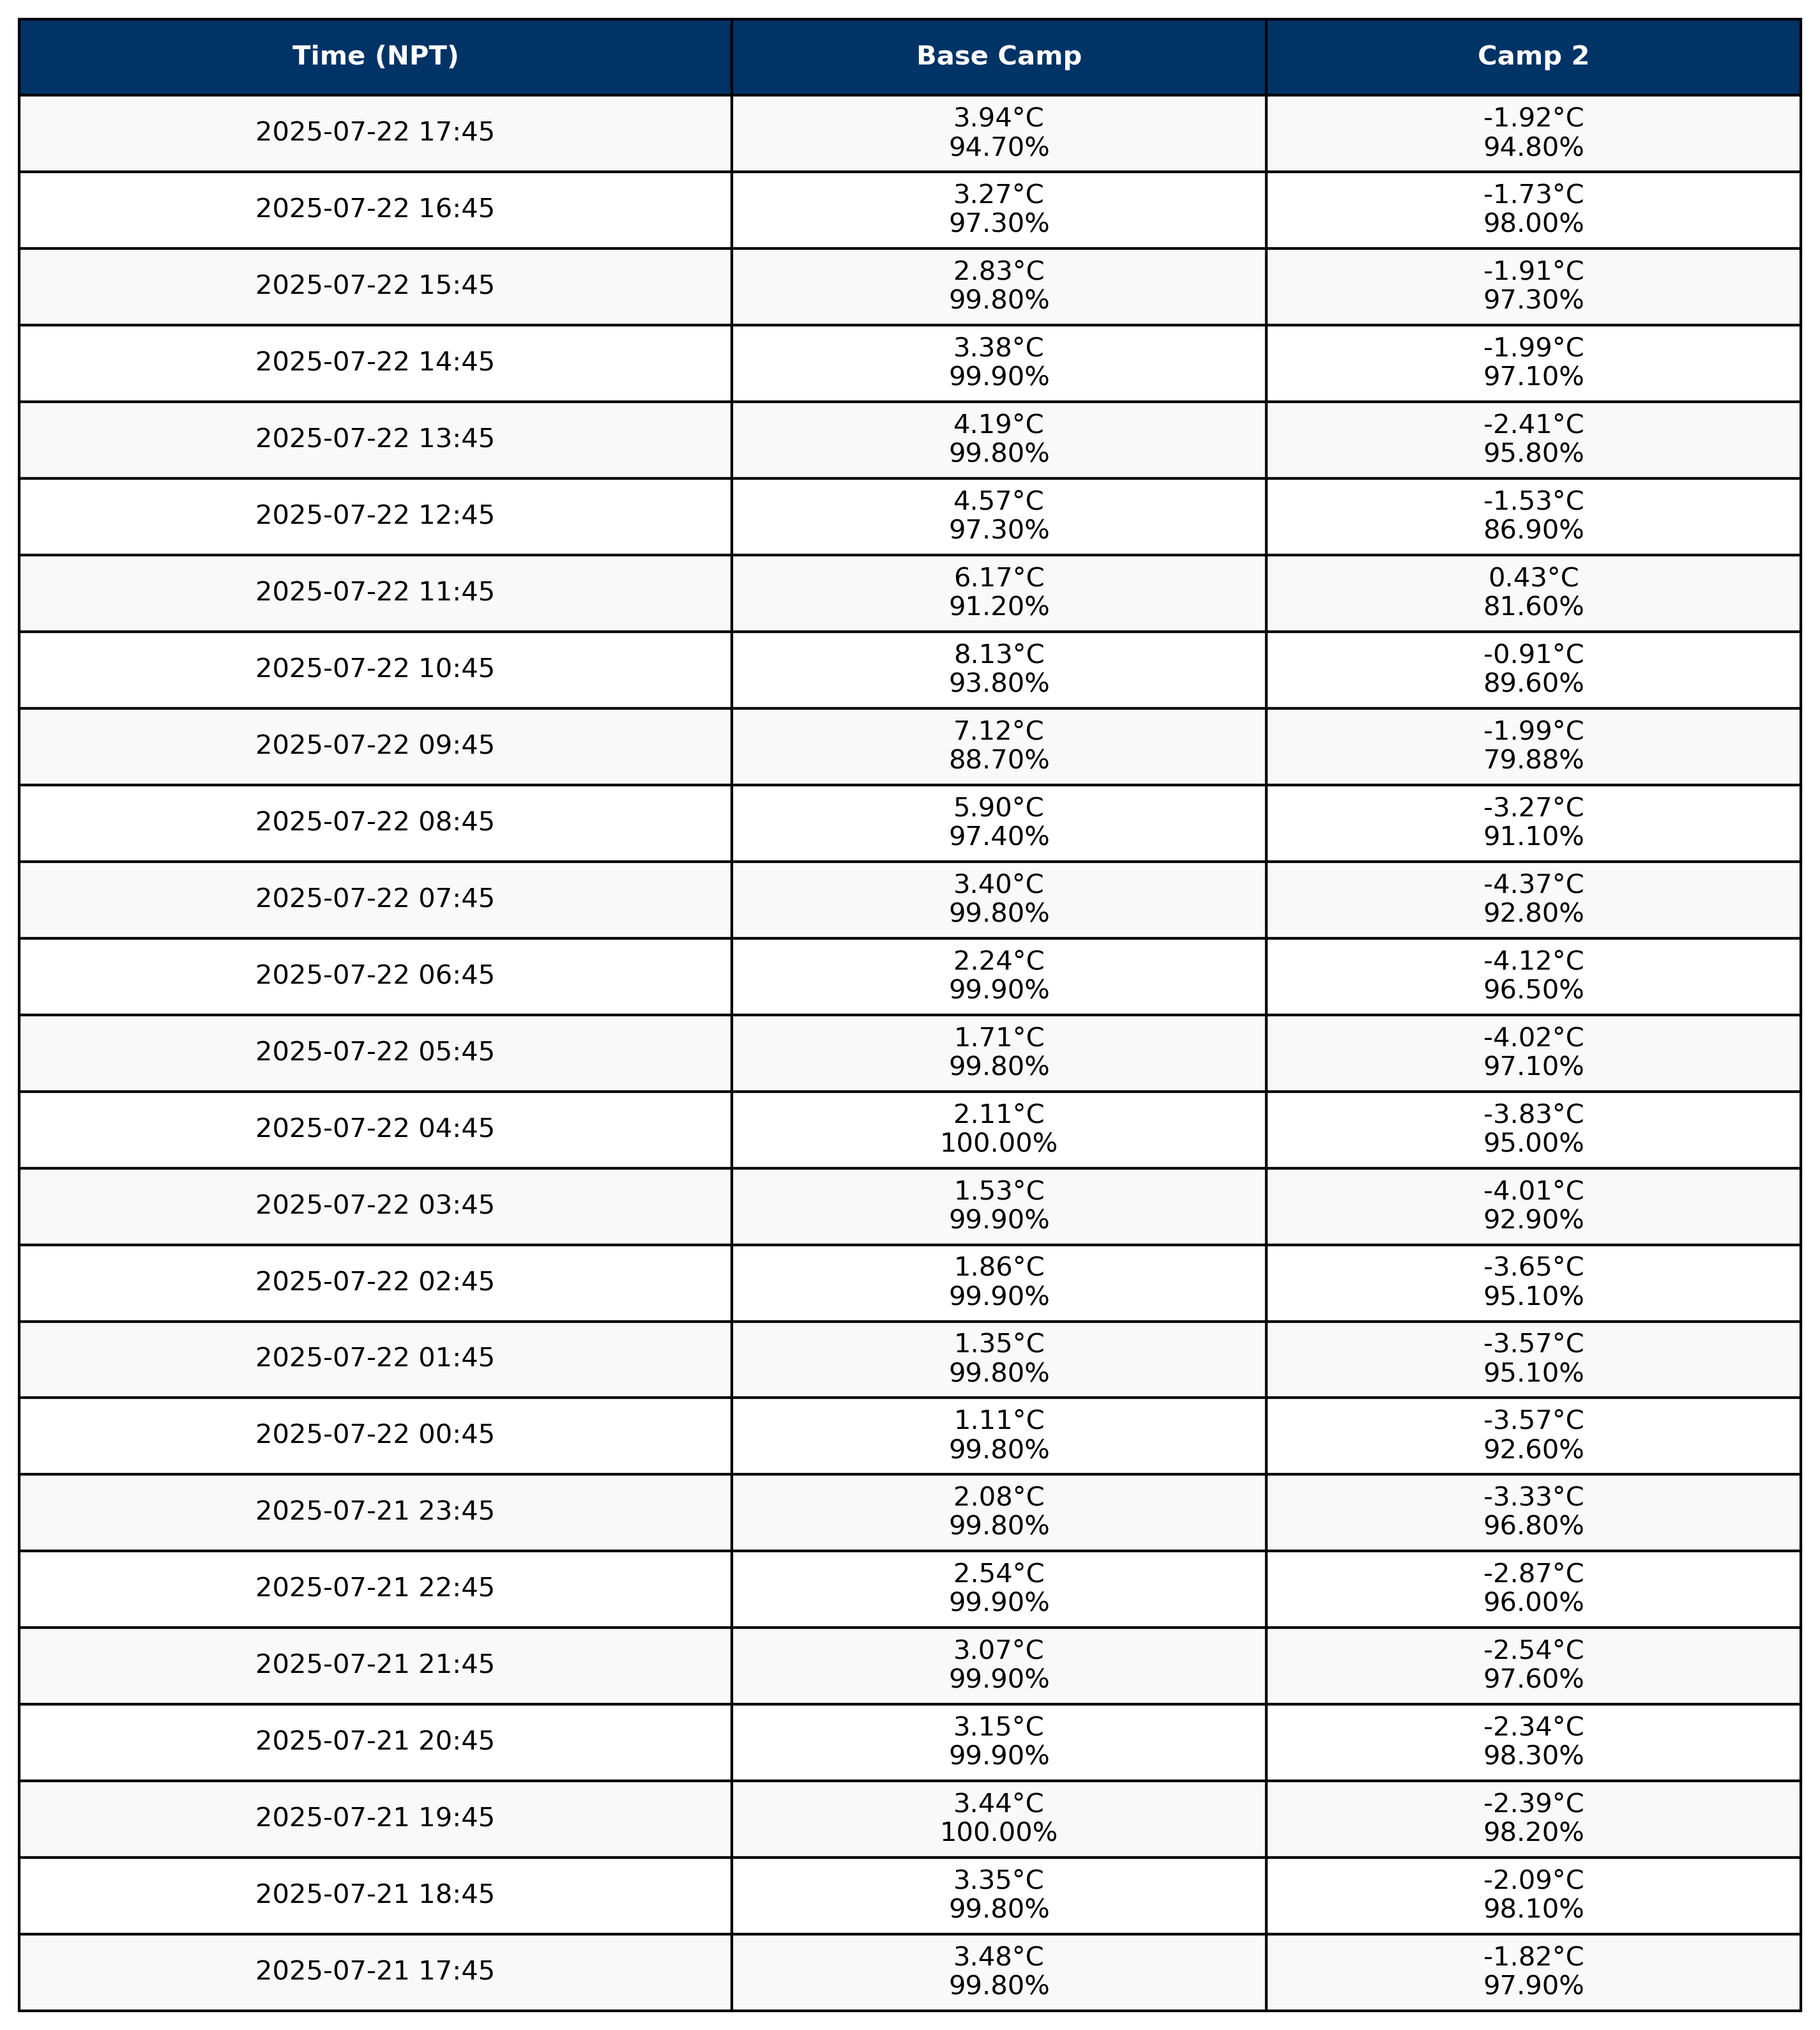 Time (NPT) Base Camp Camp 2
2025-07-22 17:45 3.94°C -1.92°C
94.70% 94.80%
2025-07-22 16:45 3.27°C -1.73°C
97.30% 98.00%
2025-07-22 15:45 2.83°C -1.91°C
99.80% 97.30%
2025-07-22 14:45 3.38°C -1.99°C
99.90% 97.10%
2025-07-22 13:45 4.19°C -2.41°C
99.80% 95.80%
2025-07-22 12:45 4.57°C -1.53°C
97.30% 86.90%
2025-07-22 11:45 6.17°C 0.43°C
91.20% 81.60%
2025-07-22 10:45 8.13°C -0.91°C
93.80% 89.60%
2025-07-22 09:45 7.12°C -1.99°C
88.70% 79.88%
2025-07-22 08:45 5.90°C -3.27°C
97.40% 91.10%
2025-07-22 07:45 3.40°C -4.37°C
99.80% 92.80%
2025-07-22 06:45 2.24°C -4.12°C
99.90% 96.50%
2025-07-22 05:45 1.71°C -4.02°C
99.80% 97.10%
2025-07-22 04:45 2.11°C -3.83°C
100.00% 95.00%
2025-07-22 03:45 1.53°C -4.01°C
99.90% 92.90%
2025-07-22 02:45 1.86°C -3.65°C
99.90% 95.10%
2025-07-22 01:45 1.35°C -3.57°C
99.80% 95.10%
2025-07-22 00:45 1.11°C -3.57°C
99.80% 92.60%
2025-07-21 23:45 2.08°C -3.33°C
99.80% 96.80%
2025-07-21 22:45 2.54°C -2.87°C
99.90% 96.00%
2025-07-21 21:45 3.07°C -2.54°C
99.90% 97.60%
2025-07-21 20:45 3.15°C -2.34°C
99.90% 98.30%
2025-07-21 19:45 3.44°C -2.39°C
100.00% 98.20%
2025-07-21 18:45 3.35°C -2.09°C
99.80% 98.10%
2025-07-21 17:45 3.48°C -1.82°C
99.80% 97.90%